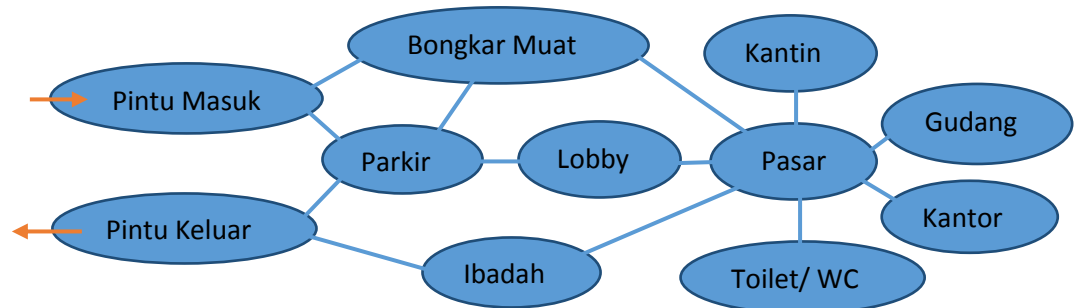 Bongkar Muat
Kantin
Pintu Masuk
Gudang
Parkir
Lobby
Pasar
Pintu Keluar
Kantor
Ibadah
Toilet/ WC